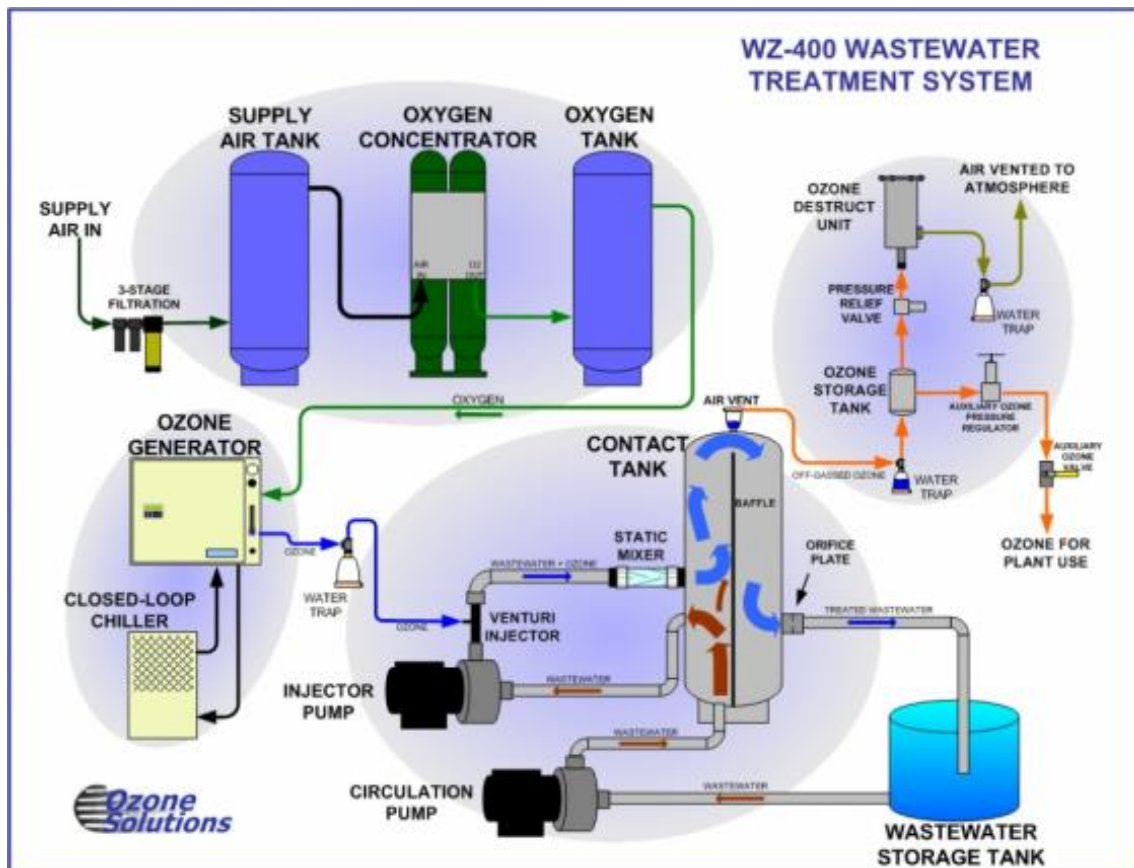 WZ-400 WASTEWATER
TREATMENT SYSTEM
SUPPLY
AIR TANK
OXYGEN
CONCENTRATOR
OXYGEN
TANK
SUPPLY
AIR IN
3-STAGE
FILTRATION
AIR
IN
O2
OUT
OZONE
DESTRUCT
UNIT
AIR VENTED TO
ATMOSPHERE
PRESSURE
RELIEF
VALVE
WATER
TRAP
OZONE
STORAGE
TANK
AUXILIARY OZONE
PRESSURE
REGULATOR
AUXILIARY
OZONE
VALVE
OZONE FOR
PLANT USE
OXYGEN
AIR VENT
OFF-GASSED OZONE
WATER
TRAP
OZONE
GENERATOR
OZONE
WATER
TRAP
OZONE
CLOSED-LOOP
CHILLER
CONTACT
TANK
BAFFLE
STATIC
MIXER
WASTEWATER + OZONE
ORIFICE
PLATE
VENTURI
INJECTOR
TREATED WASTEWATER
INJECTOR
PUMP
WASTEWATER
WASTEWATER
CIRCULATION
PUMP
WASTEWATER
WASTEWATER
STORAGE TANK
Ozone
Solutions